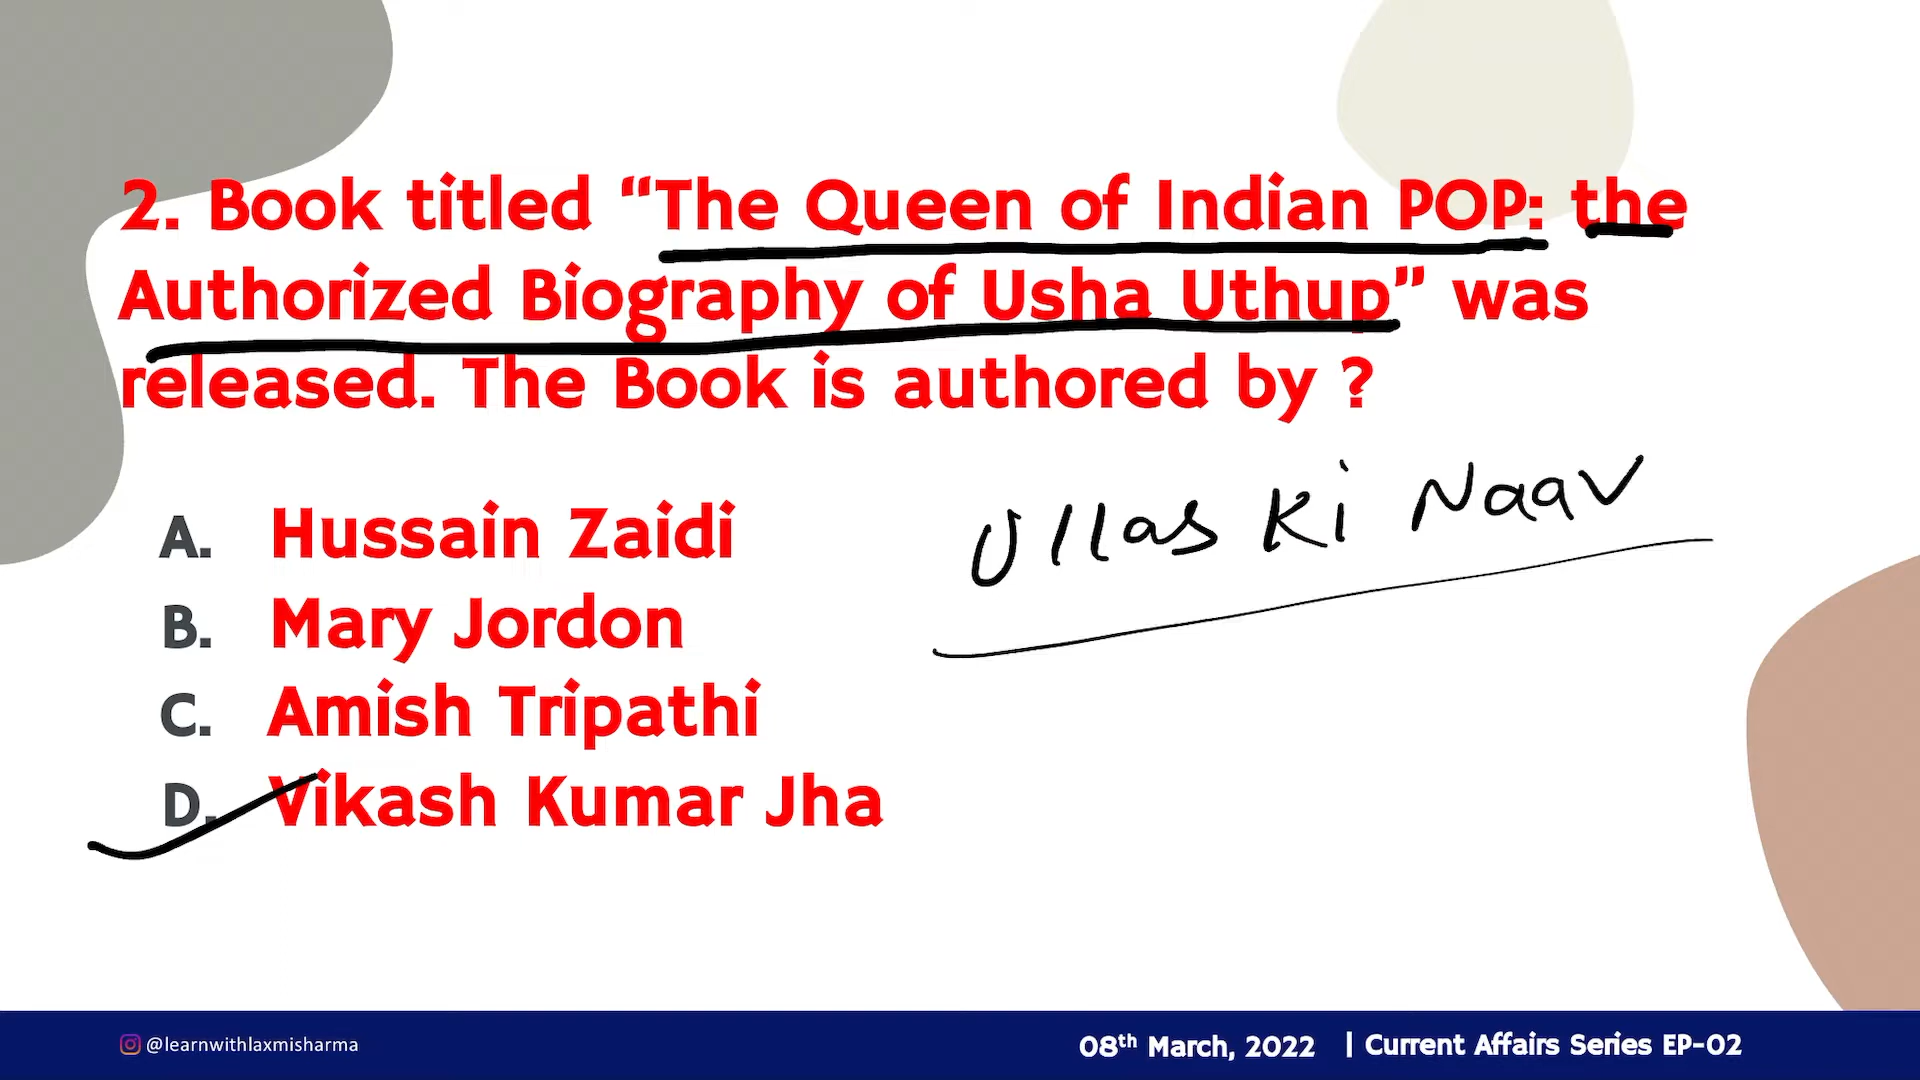 2. Book titled “The Queen of Indian POP: the
Authorized Biography of Usha Uthup” was
released. The Book is authored by ?
Ullas Ki Naav
A. Hussain Zaidi
B. Mary Jordon
C. Amish Tripathi
D. Vikash Kumar Jha
@learnwithlaxmisharma
08th March, 2022 | Current Affairs Series EP-02